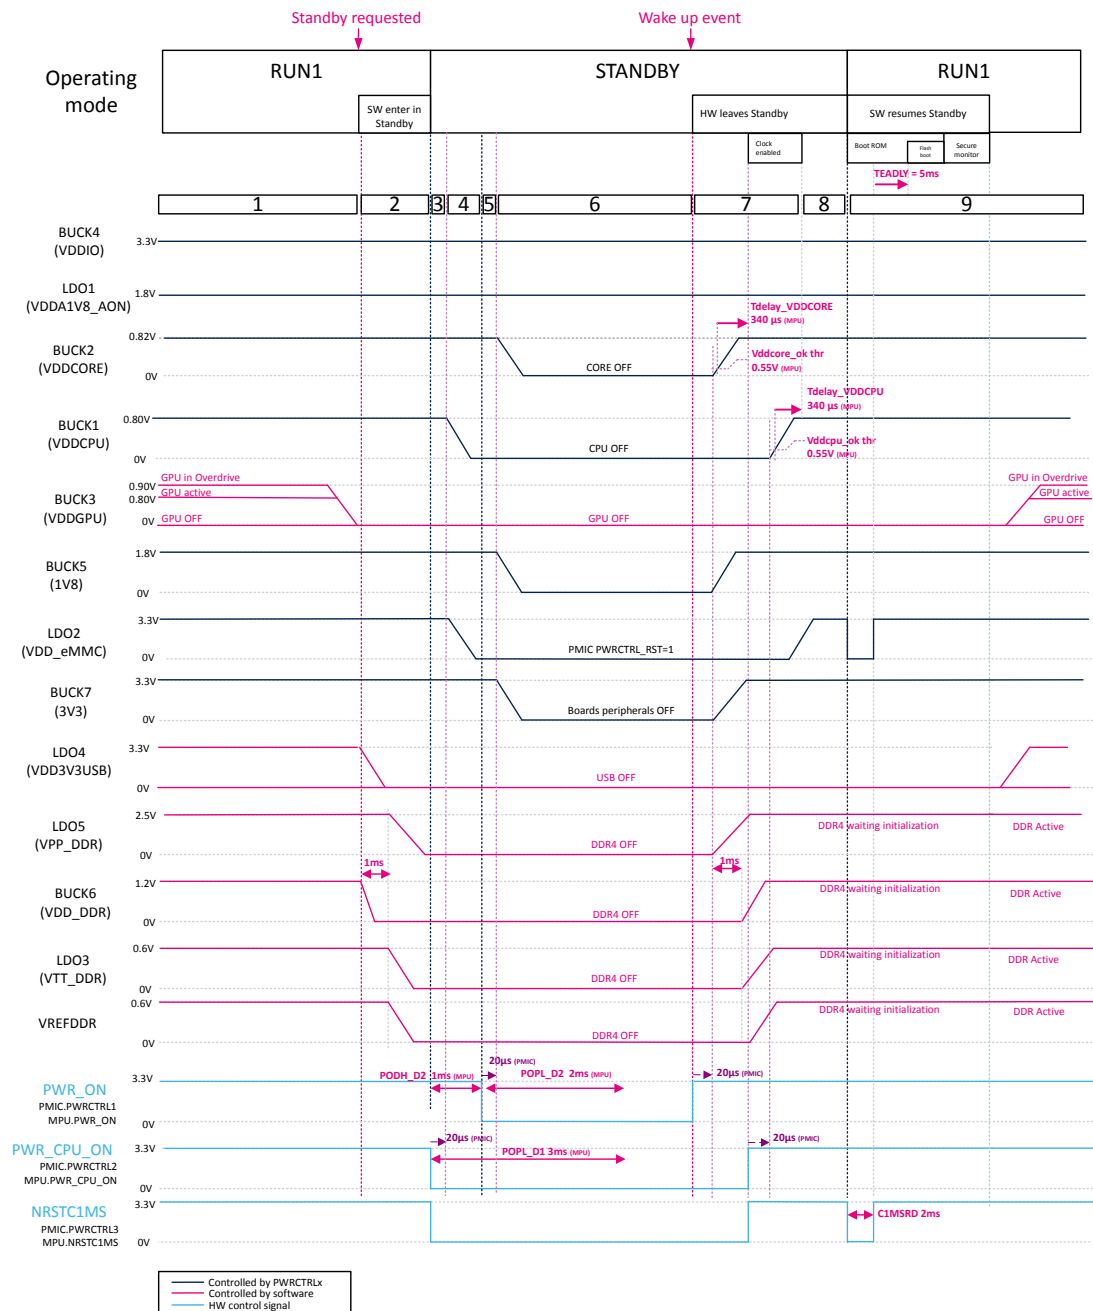 Standby requested
Wake up event
Operating
mode
RUN1
STANDBY
RUN1
SW enter in
Standby
HW leaves Standby
SW resumes Standby
Clock
enabled
Boot ROM
Flash
boot
Secure
monitor
TEADLY = 5ms
1
2
3
4
5
6
7
8
9
BUCK4
(VDDIO)
3.3V
LDO1
(VDDA1V8_AON)
1.8V
Tdelay_VDDCORE
340 µs (MPU)
BUCK2
(VDDCORE)
0.82V
0V
CORE OFF
Vddcore_ok thr
0.55V (MPU)
Tdelay_VDDCPU
340 µs (MPU)
BUCK1
(VDDCPU)
0.80V
0V
CPU OFF
Vddcpu_ok thr
0.55V (MPU)
BUCK3
(VDDGPU)
0.90V
0.80V
0V
GPU in Overdrive
GPU active
GPU OFF
GPU OFF
GPU in Overdrive
GPU active
GPU OFF
BUCK5
(1V8)
1.8V
0V
LDO2
(VDD_eMMC)
3.3V
0V
PMIC PWRCTRL_RST=1
BUCK7
(3V3)
3.3V
0V
Boards peripherals OFF
LDO4
(VDD3V3USB)
3.3V
0V
USB OFF
LDO5
(VPP_DDR)
2.5V
0V
DDR4 OFF
DDR4 waiting initialization
DDR Active
1ms
1ms
BUCK6
(VDD_DDR)
1.2V
0V
DDR4 OFF
DDR4 waiting initialization
DDR Active
LDO3
(VTT_DDR)
0.6V
0V
DDR4 OFF
DDR4 waiting initialization
DDR Active
VREFDDR
0.6V
0V
DDR4 OFF
DDR4 waiting initialization
DDR Active
PWR_ON
PMIC.PWRCTRL1
MPU.PWR_ON
3.3V
0V
PODH_D2 1ms (MPU)
20µs (PMIC)
POPL_D2 2ms (MPU)
20µs (PMIC)
PWR_CPU_ON
PMIC.PWRCTRL2
MPU.PWR_CPU_ON
3.3V
0V
20µs (PMIC)
POPL_D1 3ms (MPU)
20µs (PMIC)
NRSTC1MS
PMIC.PWRCTRL3
MPU.NRSTC1MS
3.3V
0V
C1MSRD 2ms
Controlled by PWRCTRLx
Controlled by software
HW control signal